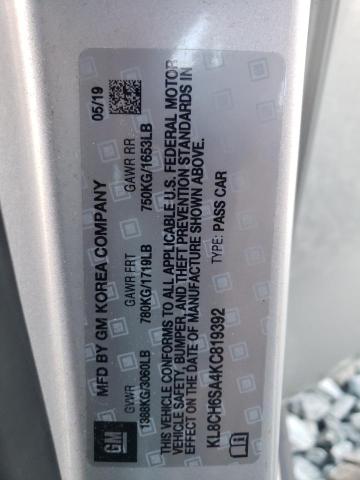 MFD BY GM KOREA COMPANY
05/19
GVWR GAWR FRT GAWR RR
1388KG/3060LB 780KG/1719LB 750KG/1653LB
THIS VEHICLE CONFORMS TO ALL APPLICABLE U.S. FEDERAL MOTOR
VEHICLE SAFETY, BUMPER, AND THEFT PREVENTION STANDARDS IN
EFFECT ON THE DATE OF MANUFACTURE SHOWN ABOVE.
KL8CH6SA4KC819392 TYPE: PASS CAR
GM